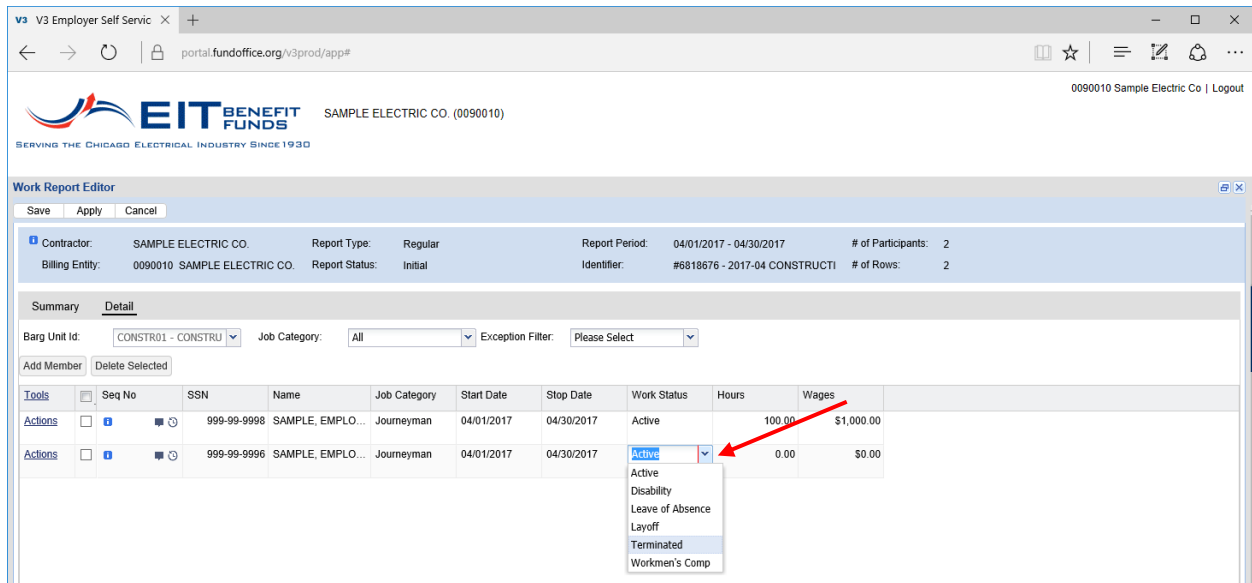 V3 V3 Employer Self Servic
portal.fundoffice.org/v3prod/app#
0090010 Sample Electric Co | Logout
EIT BENEFIT FUNDS
SAMPLE ELECTRIC CO. (0090010)
SERVING THE CHICAGO ELECTRICAL INDUSTRY SINCE 1930
Work Report Editor
Save Apply Cancel
Contractor: SAMPLE ELECTRIC CO. Report Type: Regular Report Period: 04/01/2017 - 04/30/2017 # of Participants: 2
Billing Entity: 0090010 SAMPLE ELECTRIC CO. Report Status: Initial Identifier: #6818676 - 2017-04 CONSTRUCTI # of Rows: 2
Summary Detail
Barg Unit Id: CONSTR01 - CONSTRU Job Category: All Exception Filter: Please Select
Add Member Delete Selected
Tools Seq No SSN Name Job Category Start Date Stop Date Work Status Hours Wages
Actions 999-99-9998 SAMPLE, EMPLO... Journeyman 04/01/2017 04/30/2017 Active 100.00 $1,000.00
Actions 999-99-9996 SAMPLE, EMPLO... Journeyman 04/01/2017 04/30/2017 Active 0.00 $0.00
Active
Disability
Leave of Absence
Layoff
Terminated
Workmen's Comp